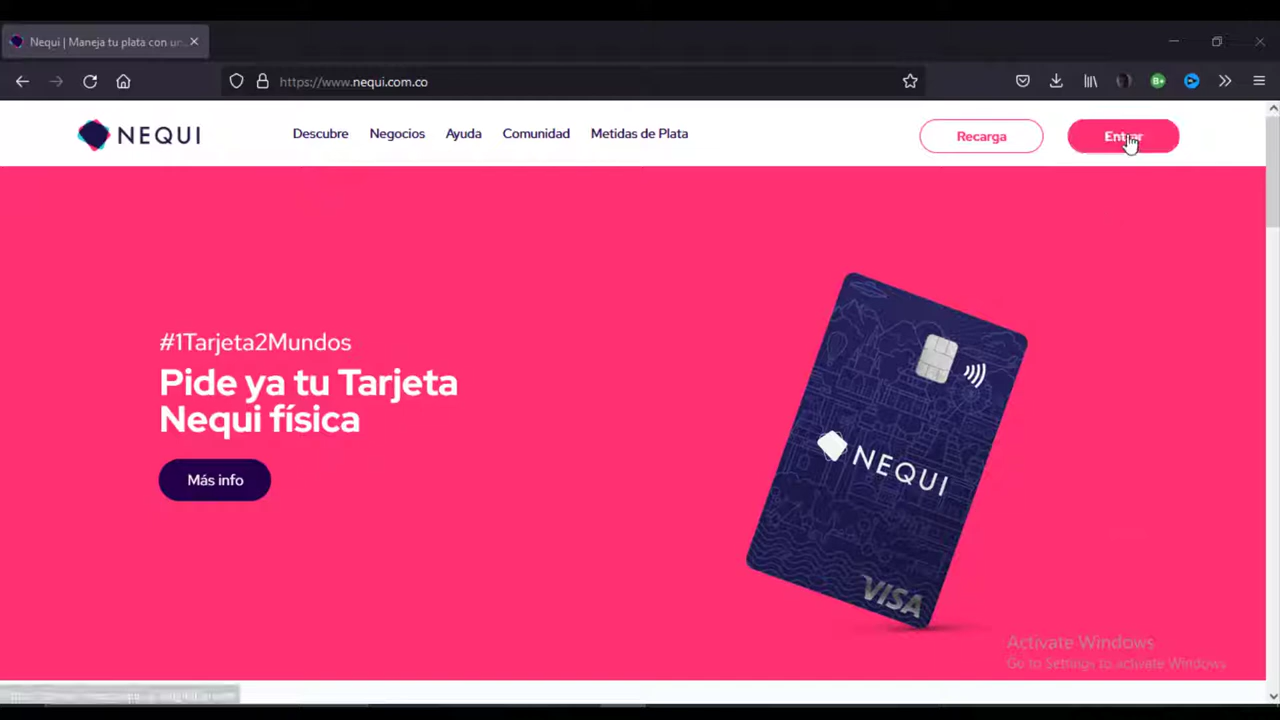 Nequi | Maneja tu plata con un
https://www.nequi.com.co
NEQUI
Descubre
Negocios
Ayuda
Comunidad
Metidas de Plata
Recarga
Entrar
#1Tarjeta2Mundos
Pide ya tu Tarjeta
Nequi física
Más info
NEQUI
VISA
Activate Windows
Go to Settings to activate Windows.